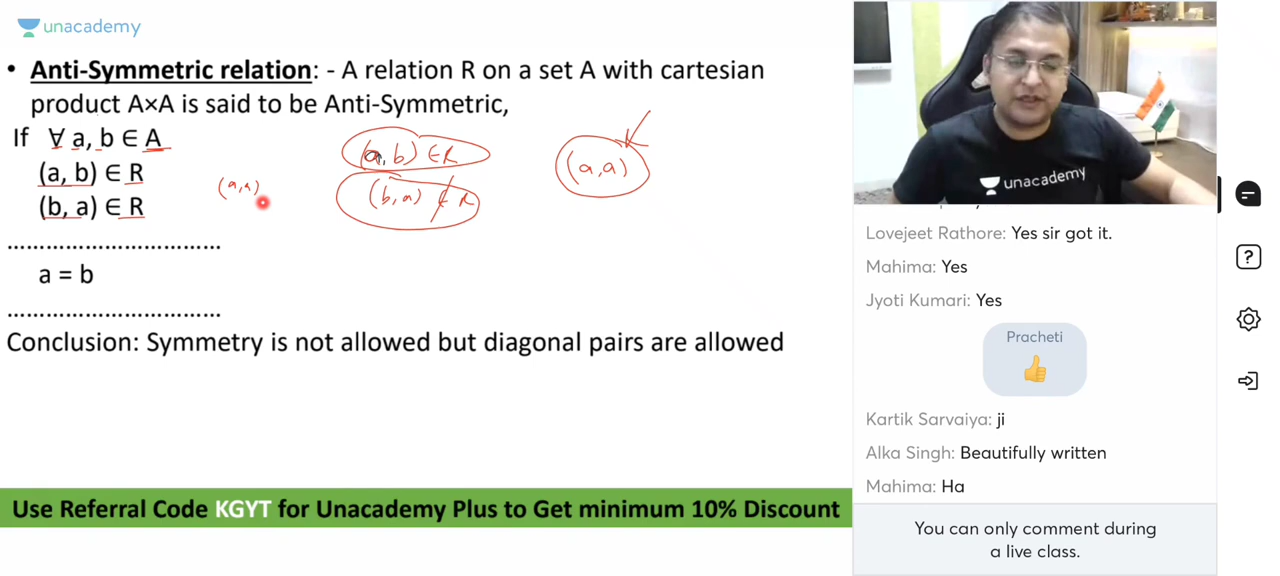 unacademy
• Anti-Symmetric relation: - A relation R on a set A with cartesian
product A×A is said to be Anti-Symmetric,
If ∀ a, b ∈ A
(a, b) ∈ R
(b, a) ∈ R
(a,a)
(a, b) ∈ R
(b, a) ∉ R
(a, a)
................................
a = b
................................
Conclusion: Symmetry is not allowed but diagonal pairs are allowed
Use Referral Code KGYT for Unacademy Plus to Get minimum 10% Discount
unacademy
Lovejeet Rathore: Yes sir got it.
Mahima: Yes
Jyoti Kumari: Yes
Pracheti
👍
Kartik Sarvaiya: ji
Alka Singh: Beautifully written
Mahima: Ha
You can only comment during
a live class.
?